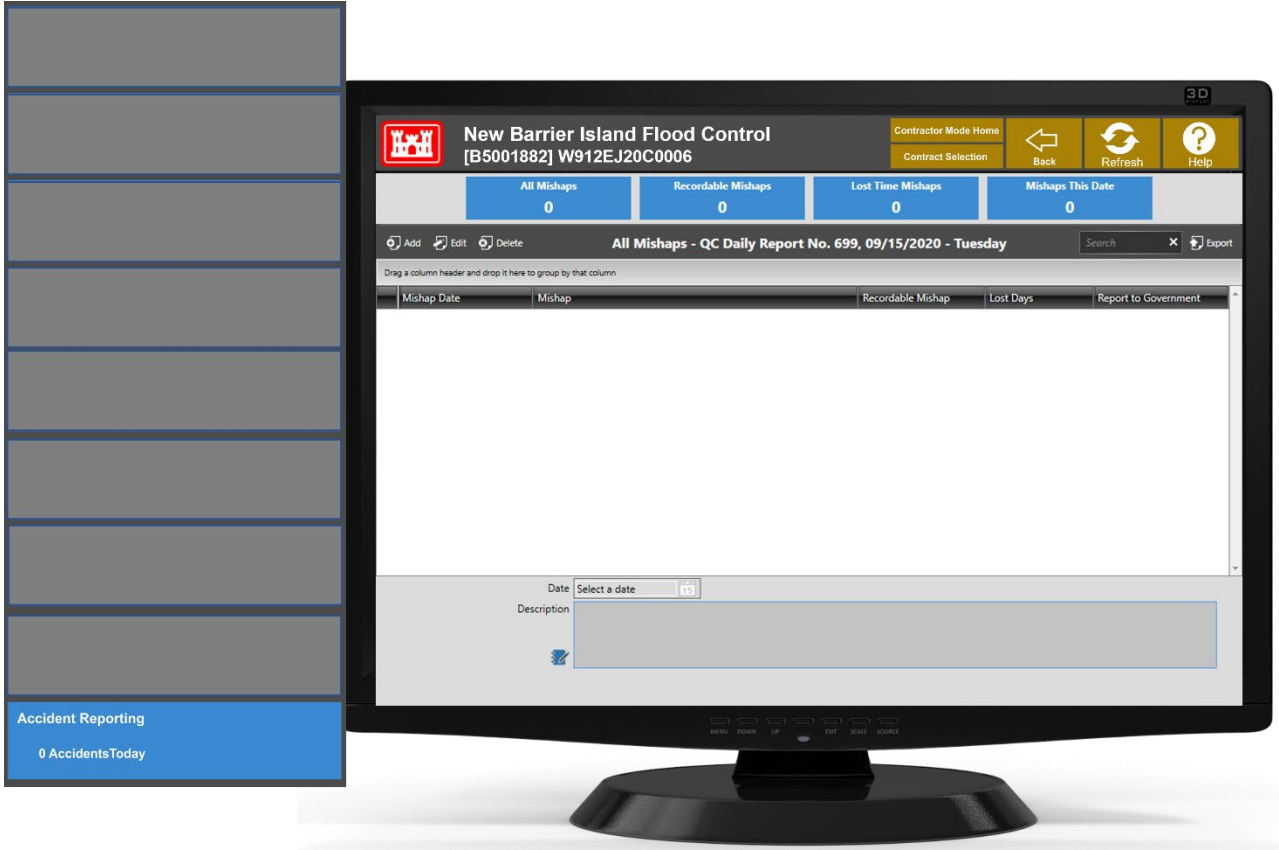 3D
New Barrier Island Flood Control
[B5001882] W912EJ20C0006
Contractor Mode Home
Contract Selection
Back
Refresh
Help
All Mishaps
0
Recordable Mishaps
0
Lost Time Mishaps
0
Mishaps This Date
0
Add Edit Delete
All Mishaps - QC Daily Report No. 699, 09/15/2020 - Tuesday
Search
Export
Drag a column header and drop it here to group by that column
Mishap Date Mishap Recordable Mishap Lost Days Report to Government
Date Select a date 15
Description
Accident Reporting
0 AccidentsToday
MENU DOWN UP EXIT SCALE SOURCE